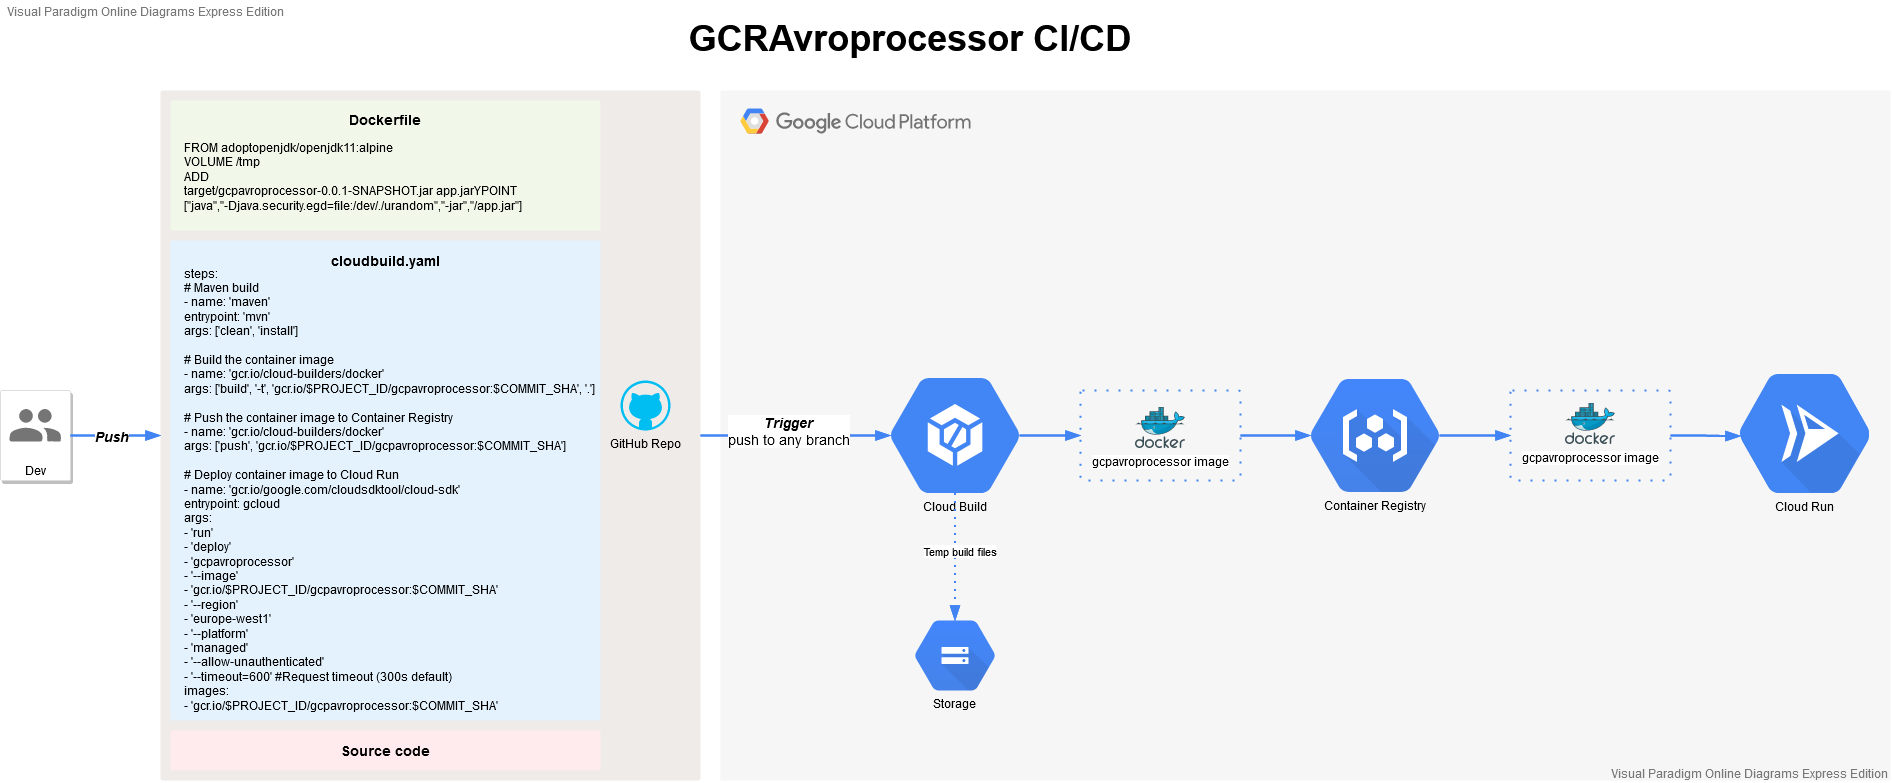 Visual Paradigm Online Diagrams Express Edition
GCRAvroprocessor CI/CD
Dockerfile
FROM adoptopenjdk/openjdk11:alpine
VOLUME /tmp
ADD
target/gcpavroprocessor-0.0.1-SNAPSHOT.jar app.jarYPOINT
["java","-Djava.security.egd=file:/dev/./urandom","-jar","/app.jar"]
cloudbuild.yaml
steps:
# Maven build
- name: 'maven'
entrypoint: 'mvn'
args: ['clean', 'install']
# Build the container image
- name: 'gcr.io/cloud-builders/docker'
args: ['build', '-t', 'gcr.io/$PROJECT_ID/gcpavroprocessor:$COMMIT_SHA', '.']
# Push the container image to Container Registry
- name: 'gcr.io/cloud-builders/docker'
args: ['push', 'gcr.io/$PROJECT_ID/gcpavroprocessor:$COMMIT_SHA']
# Deploy container image to Cloud Run
- name: 'gcr.io/google.com/cloudsdktool/cloud-sdk'
entrypoint: gcloud
args:
- 'run'
- 'deploy'
- 'gcpavroprocessor'
- '--image'
- 'gcr.io/$PROJECT_ID/gcpavroprocessor:$COMMIT_SHA'
- '--region'
- 'europe-west1'
- '--platform'
- 'managed'
- '--allow-unauthenticated'
- '--timeout=600' #Request timeout (300s default)
images:
- 'gcr.io/$PROJECT_ID/gcpavroprocessor:$COMMIT_SHA'
Source code
Dev
Push
GitHub Repo
Google Cloud Platform
Trigger
push to any branch
Cloud Build
Temp build files
Storage
docker
gcpavroprocessor image
Container Registry
docker
gcpavroprocessor image
Cloud Run
Visual Paradigm Online Diagrams Express Edition